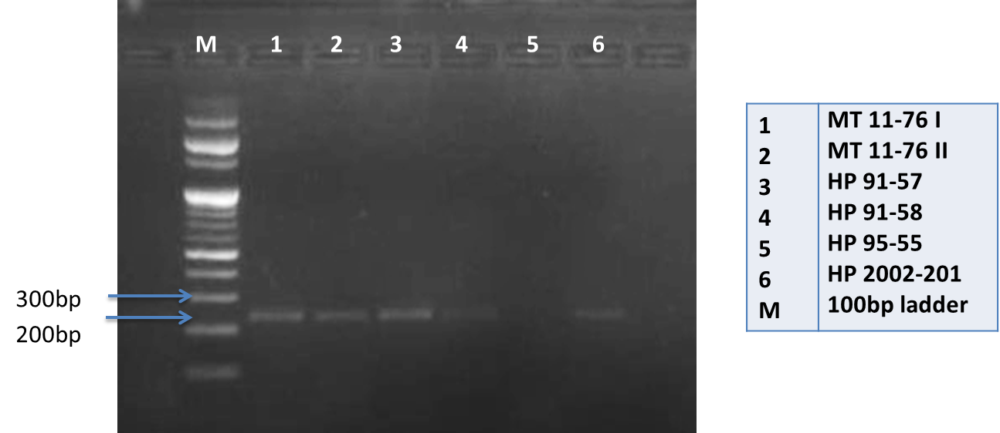 M 1 2 3 4 5 6
300bp
200bp
1 MT 11-76 I
2 MT 11-76 II
3 HP 91-57
4 HP 91-58
5 HP 95-55
6 HP 2002-201
M 100bp ladder